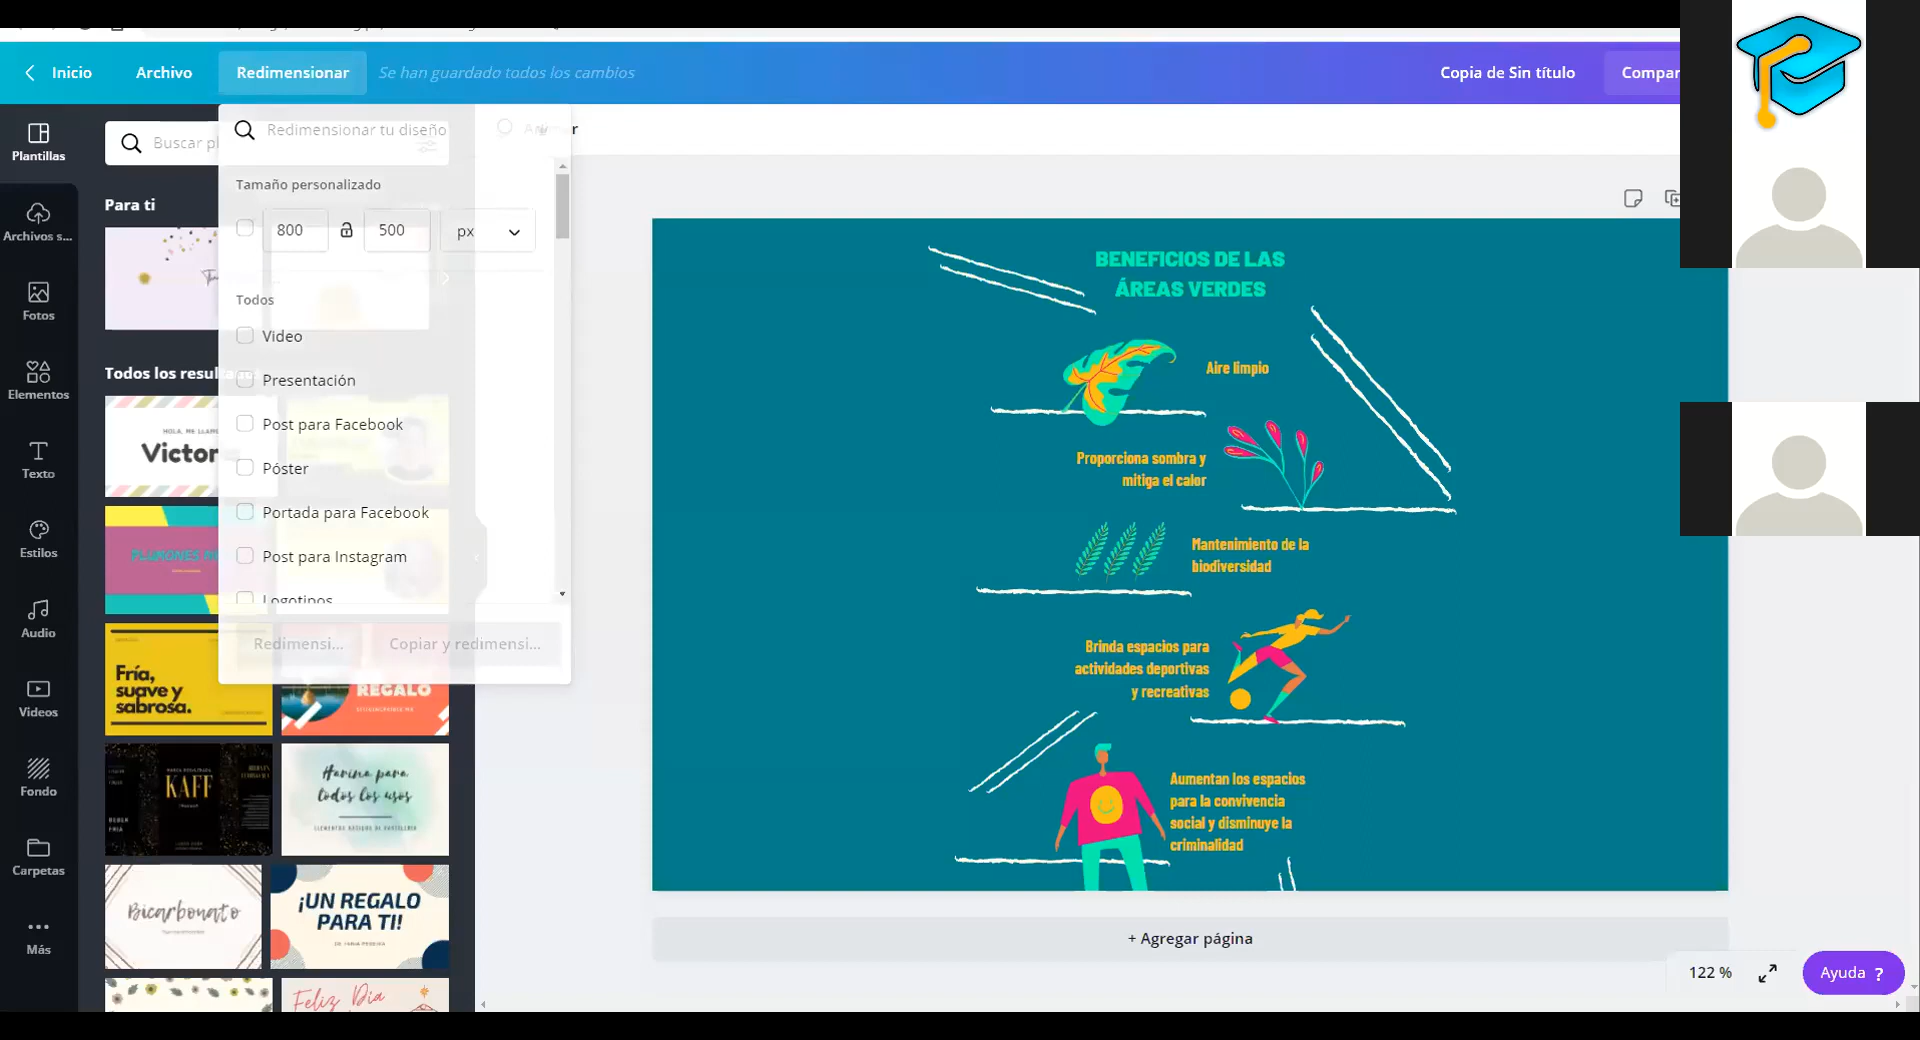 Inicio
Archivo
Redimensionar
Se han guardado todos los cambios
Copia de Sin título
Compar
Plantillas
Archivos s...
Fotos
Elementos
Texto
Estilos
Audio
Videos
Fondo
Carpetas
Más
Buscar pl
Para ti
Todos los result
HOLA, ME LLAMO
Victor
Fría,
suave y
sabrosa.
REGALO
KAFF
Harina para
todos los usos
Bicarbonato
¡UN REGALO
PARA TI!
Feliz Dia
Redimensionar tu diseño
Tamaño personalizado
800
500
px
Todos
Video
Presentación
Post para Facebook
Póster
Portada para Facebook
Post para Instagram
Logotipos
Redimensi...
Copiar y redimensi...
BENEFICIOS DE LAS
ÁREAS VERDES
Aire limpio
Proporciona sombra y
mitiga el calor
Mantenimiento de la
biodiversidad
Brinda espacios para
actividades deportivas
y recreativas
Aumentan los espacios
para la convivencia
social y disminuye la
criminalidad
+ Agregar página
122 %
Ayuda ?